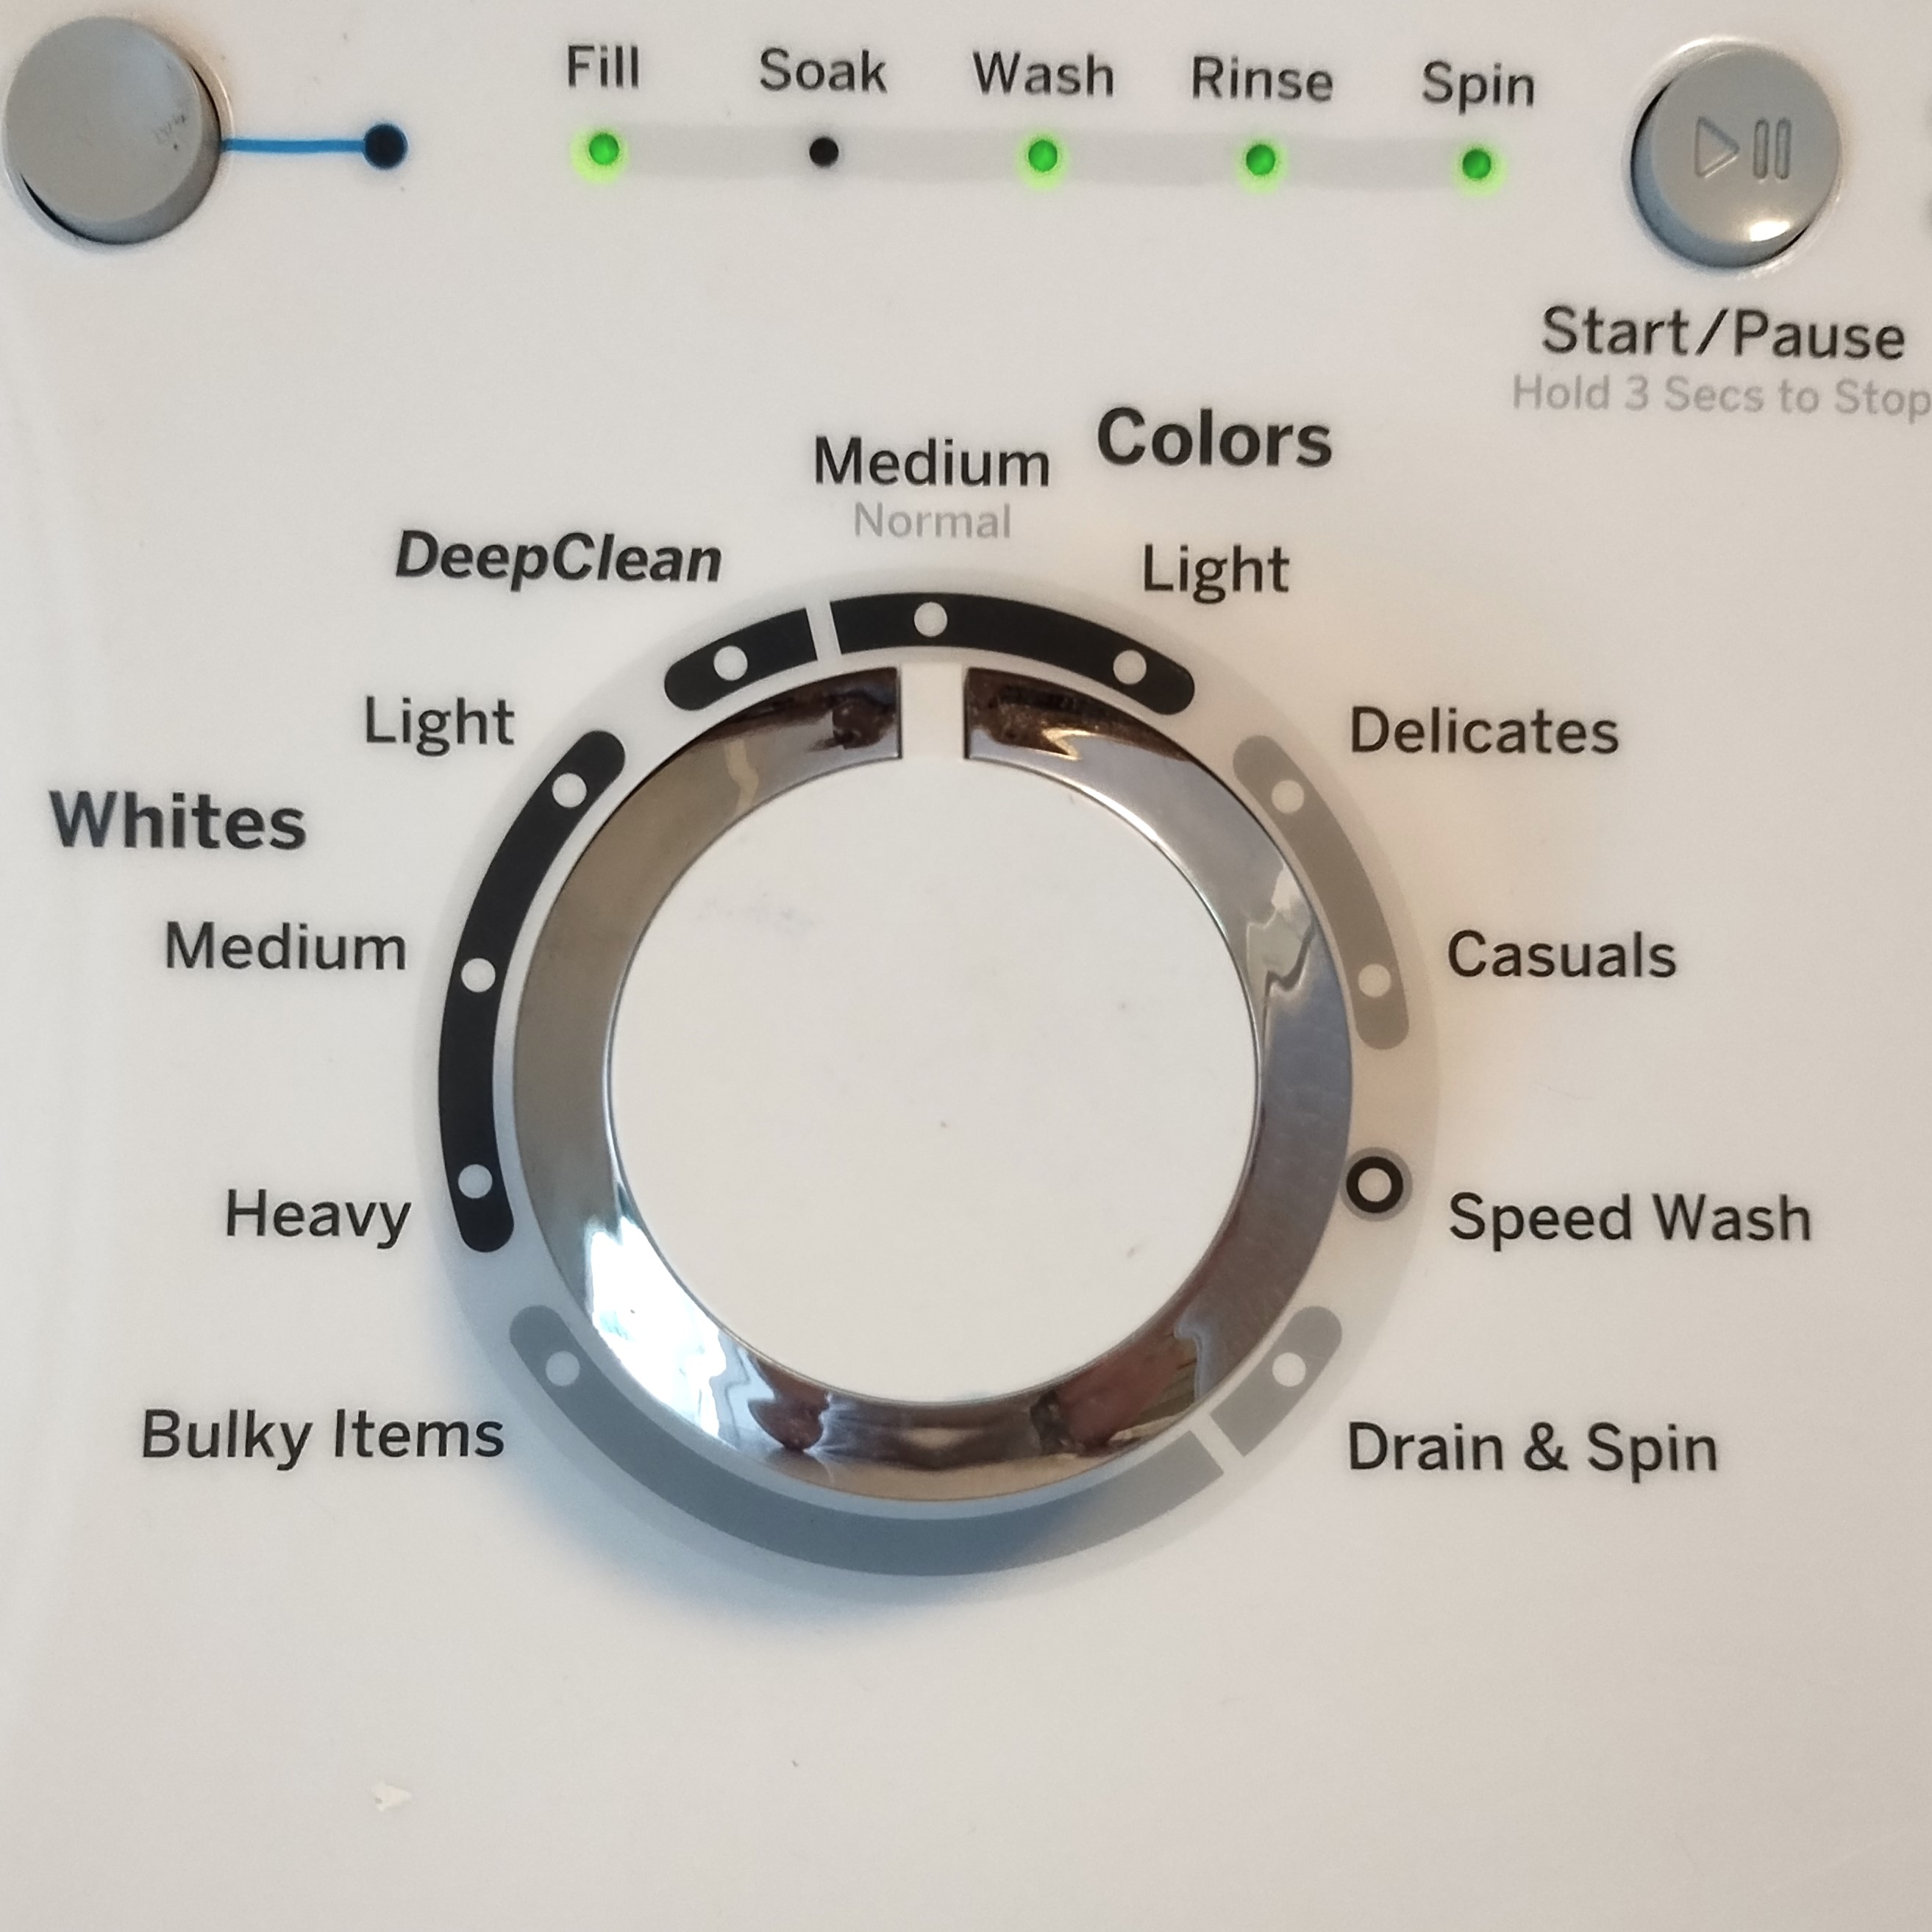 Fill Soak Wash Rinse Spin
Start/Pause
Hold 3 Secs to Stop
Colors
Medium
Normal
Light
DeepClean
Light
Whites
Medium
Heavy
Bulky Items
Delicates
Casuals
Speed Wash
Drain & Spin